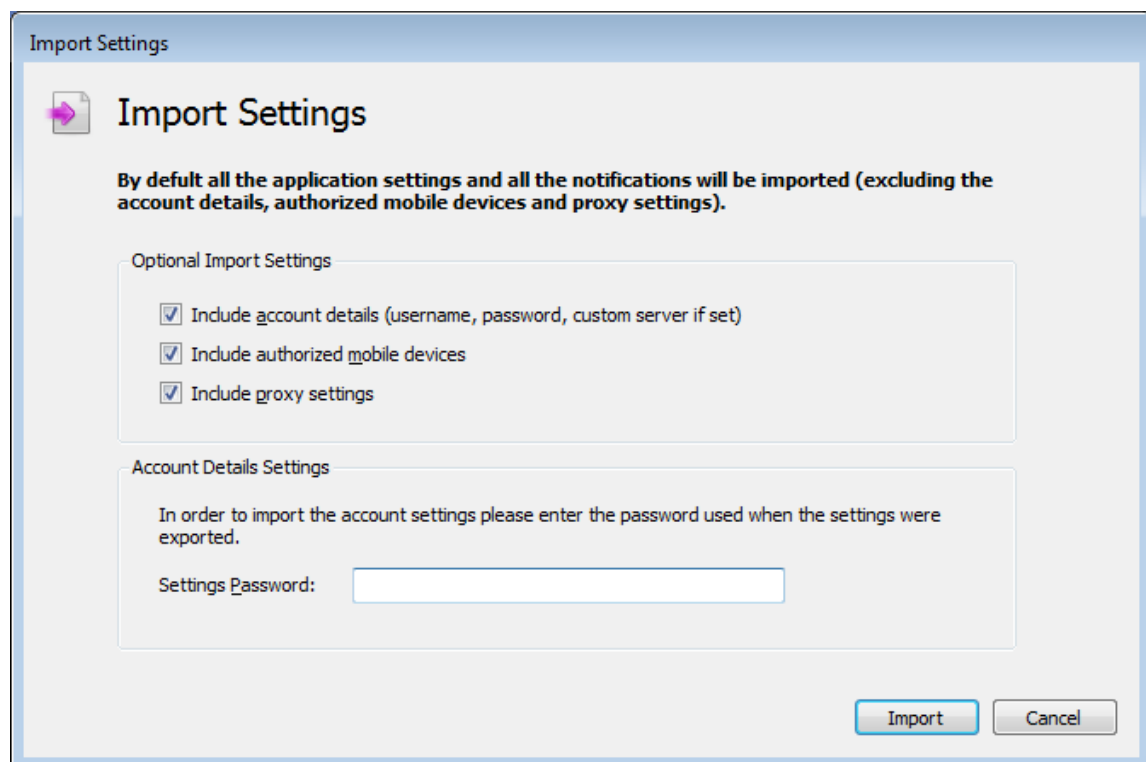 Import Settings
Import Settings
By defult all the application settings and all the notifications will be imported (excluding the
account details, authorized mobile devices and proxy settings).
Optional Import Settings
Include account details (username, password, custom server if set)
Include authorized mobile devices
Include proxy settings
Account Details Settings
In order to import the account settings please enter the password used when the settings were
exported.
Settings Password:
Import Cancel